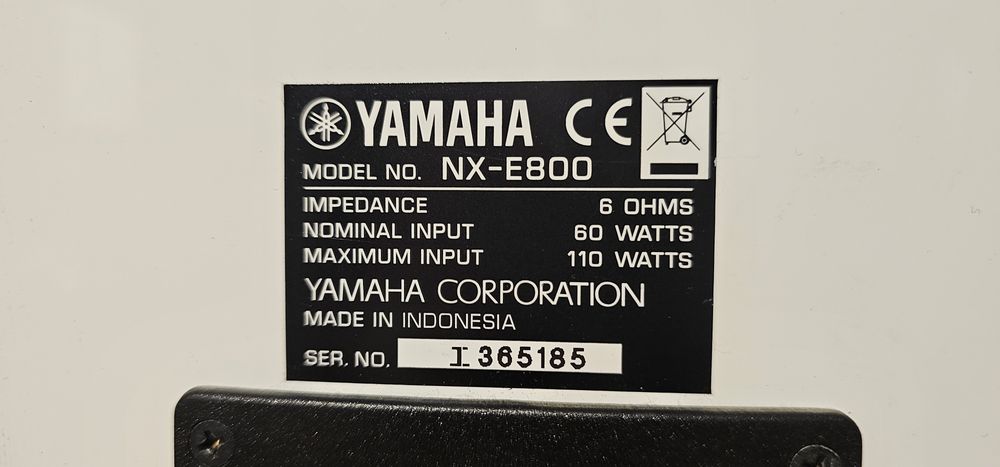 YAMAHA CE
MODEL NO. NX-E800
IMPEDANCE 6 OHMS
NOMINAL INPUT 60 WATTS
MAXIMUM INPUT 110 WATTS
YAMAHA CORPORATION
MADE IN INDONESIA
SER. NO. I365185